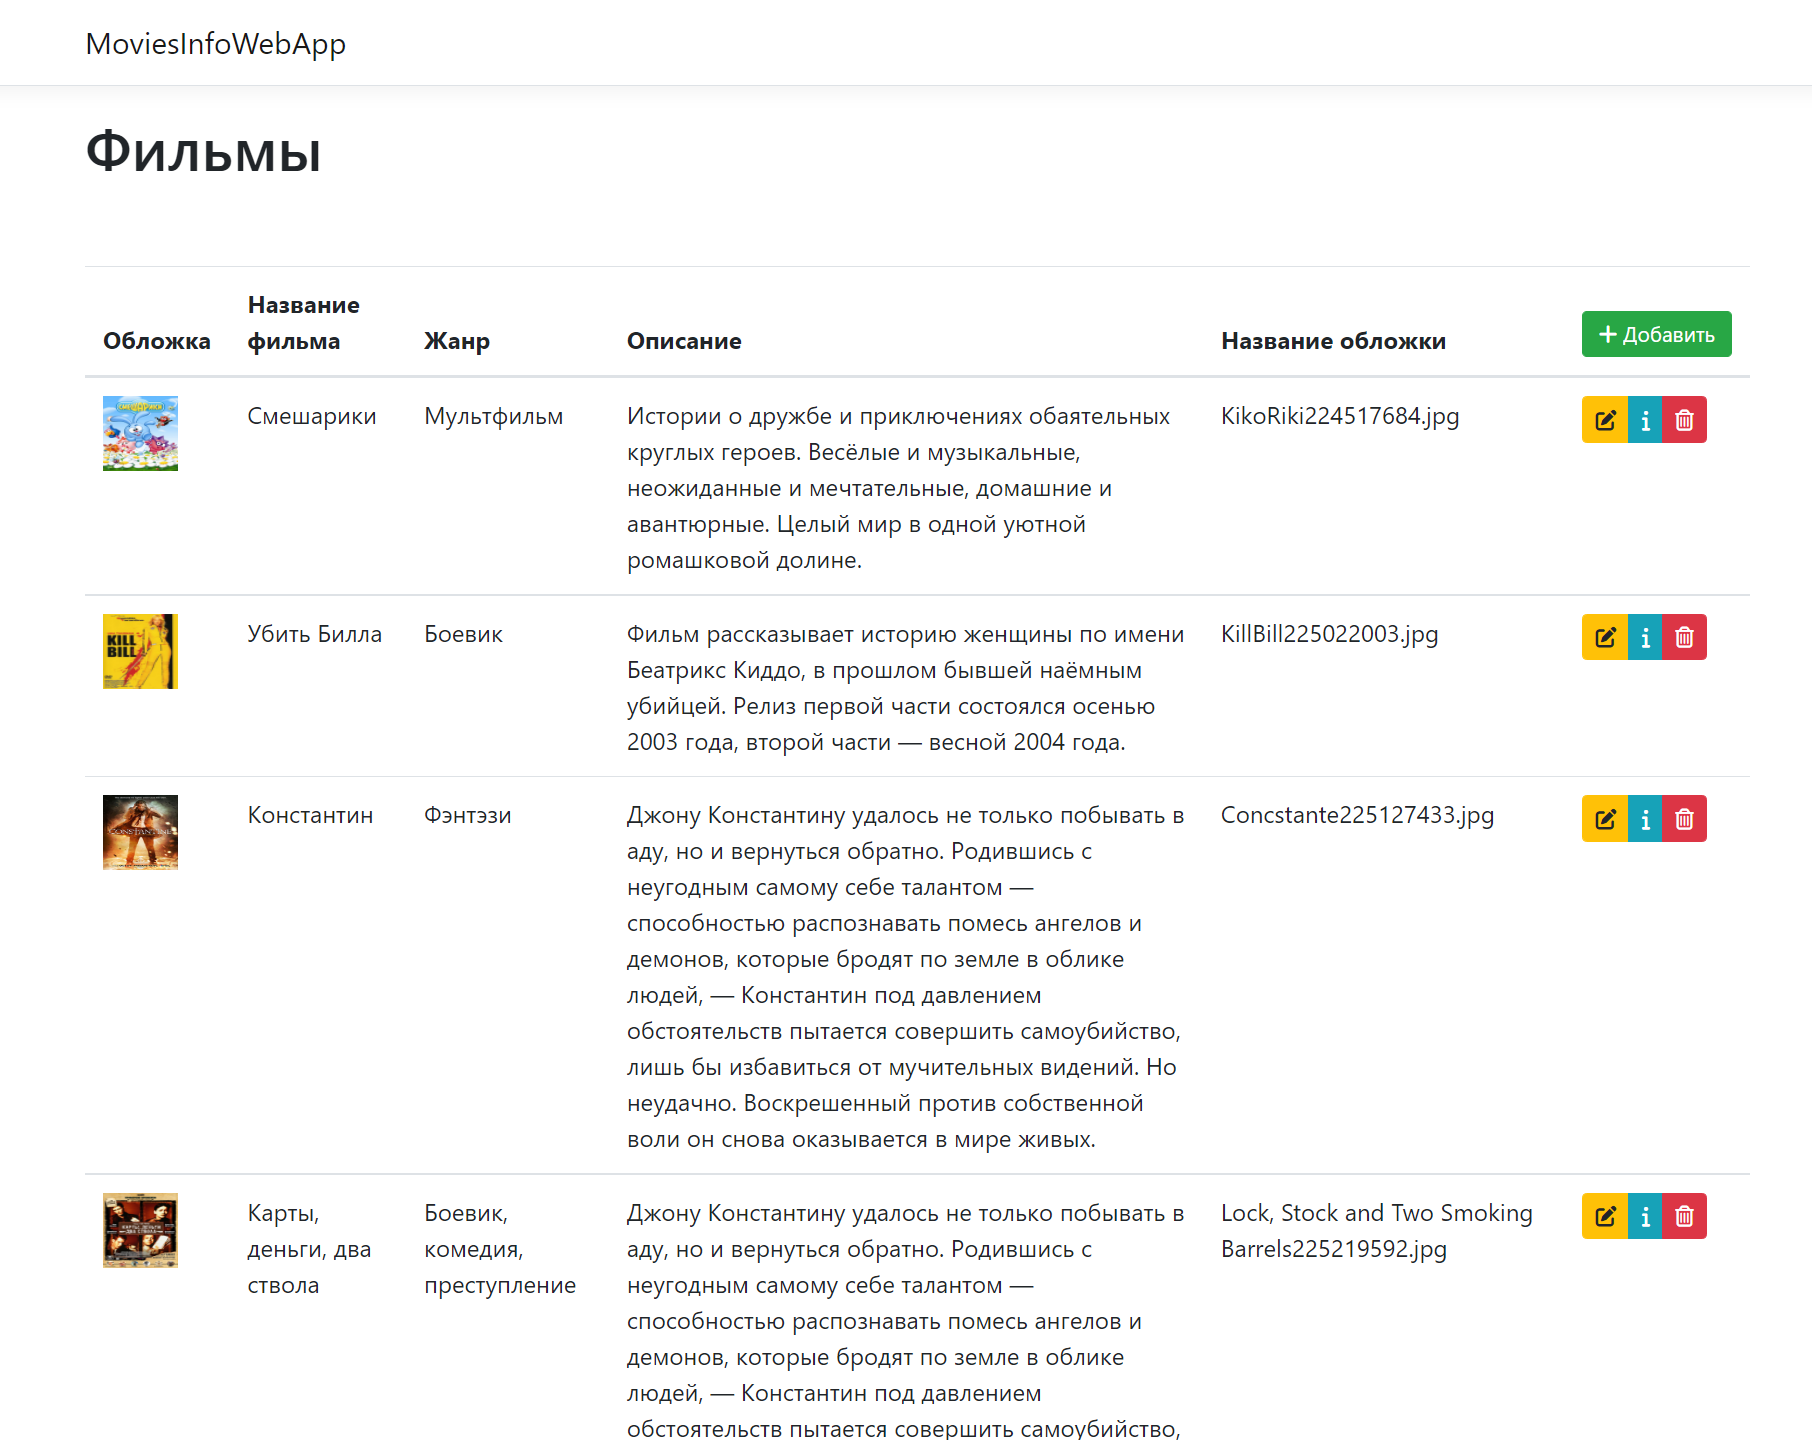 MoviesInfoWebApp
Фильмы
Обложка
Название
фильма
Жанр
Описание
Название обложки
Добавить
Смешарики
Мультфильм
Истории о дружбе и приключениях обаятельных
круглых героев. Весёлые и музыкальные,
неожиданные и мечтательные, домашние и
авантюрные. Целый мир в одной уютной
ромашковой долине.
KikoRiki224517684.jpg
KILL
BILL
Убить Билла
Боевик
Фильм рассказывает историю женщины по имени
Беатрикс Киддо, в прошлом бывшей наёмным
убийцей. Релиз первой части состоялся осенью
2003 года, второй части — весной 2004 года.
KillBill225022003.jpg
CONSTANTINE
Константин
Фэнтэзи
Джону Константину удалось не только побывать в
аду, но и вернуться обратно. Родившись с
неугодным самому себе талантом —
способностью распознавать помесь ангелов и
демонов, которые бродят по земле в облике
людей, — Константин под давлением
обстоятельств пытается совершить самоубийство,
лишь бы избавиться от мучительных видений. Но
неудачно. Воскрешенный против собственной
воли он снова оказывается в мире живых.
Concstante225127433.jpg
Карты,
деньги, два
ствола
Боевик,
комедия,
преступление
Джону Константину удалось не только побывать в
аду, но и вернуться обратно. Родившись с
неугодным самому себе талантом —
способностью распознавать помесь ангелов и
демонов, которые бродят по земле в облике
людей, — Константин под давлением
обстоятельств пытается совершить самоубийство,
Lock, Stock and Two Smoking
Barrels225219592.jpg